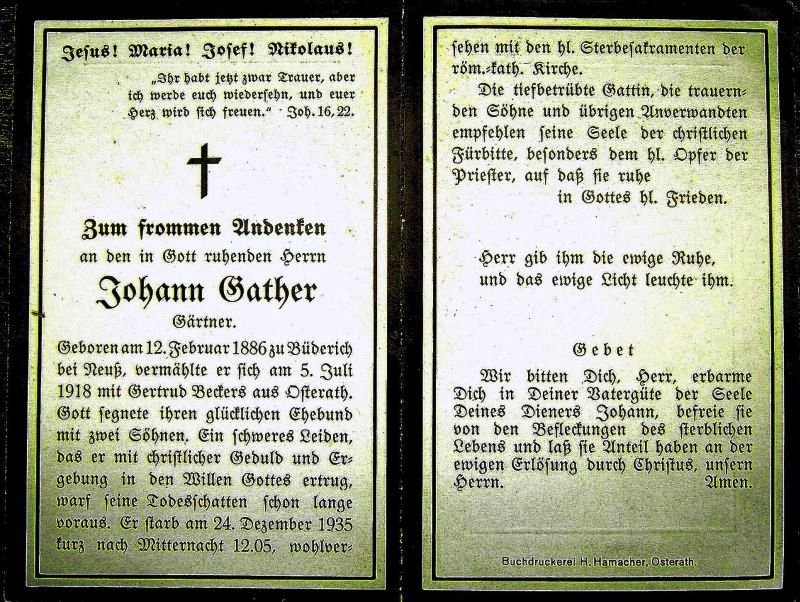 Jesus! Maria! Josef! Nikolaus!
„Ihr habt jetzt zwar Trauer, aber
ich werde euch wiedersehn, und euer
Herz wird sich freuen.“ Joh. 16, 22.
Zum frommen Andenken
an den in Gott ruhenden Herrn
Johann Gather
Gärtner.
Geboren am 12. Februar 1886 zu Büderich
bei Neuß, vermählte er sich am 5. Juli
1918 mit Gertrud Beckers aus Osterath.
Gott segnete ihren glücklichen Ehebund
mit zwei Söhnen. Ein schweres Leiden,
das er mit christlicher Geduld und Er-
gebung in den Willen Gottes ertrug,
warf seine Todesschatten schon lange
voraus. Er starb am 24. Dezember 1935
kurz nach Mitternacht 12.05, wohlver-
sehen mit den hl. Sterbesakramenten der
röm.-kath. Kirche.
Die tiefbetrübte Gattin, die trauern-
den Söhne und übrigen Anverwandten
empfehlen seine Seele der christlichen
Fürbitte, besonders dem hl. Opfer der
Priester, auf daß sie ruhe
in Gottes hl. Frieden.
Herr gib ihm die ewige Ruhe,
und das ewige Licht leuchte ihm.
Gebet
Wir bitten Dich, Herr, erbarme
Dich in Deiner Vatergüte der Seele
Deines Dieners Johann, befreie sie
von den Befleckungen des sterblichen
Lebens und laß sie Anteil haben an der
ewigen Erlösung durch Christus, unsern
Herrn. Amen.
Buchdruckerei H. Hamacher, Osterath.